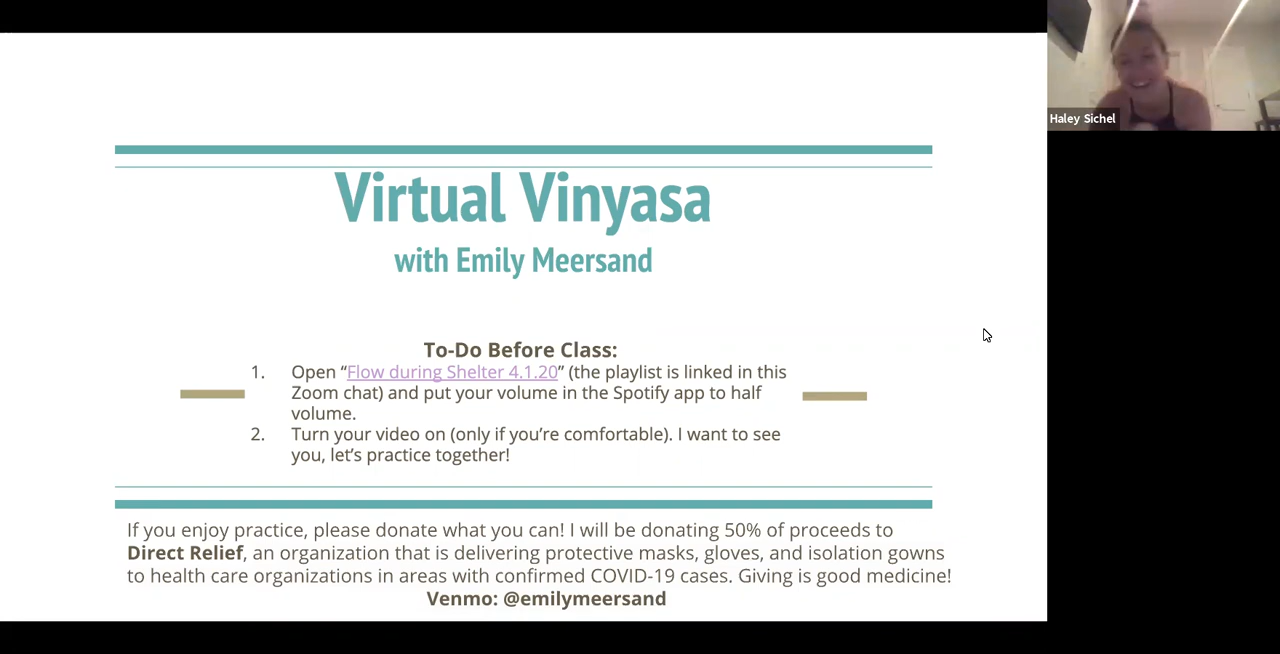 Virtual Vinyasa
with Emily Meersand
To-Do Before Class:
1. Open “Flow during Shelter 4.1.20” (the playlist is linked in this
Zoom chat) and put your volume in the Spotify app to half
volume.
2. Turn your video on (only if you’re comfortable). I want to see
you, let’s practice together!
If you enjoy practice, please donate what you can! I will be donating 50% of proceeds to
Direct Relief, an organization that is delivering protective masks, gloves, and isolation gowns
to health care organizations in areas with confirmed COVID-19 cases. Giving is good medicine!
Venmo: @emilymeersand
Haley Sichel